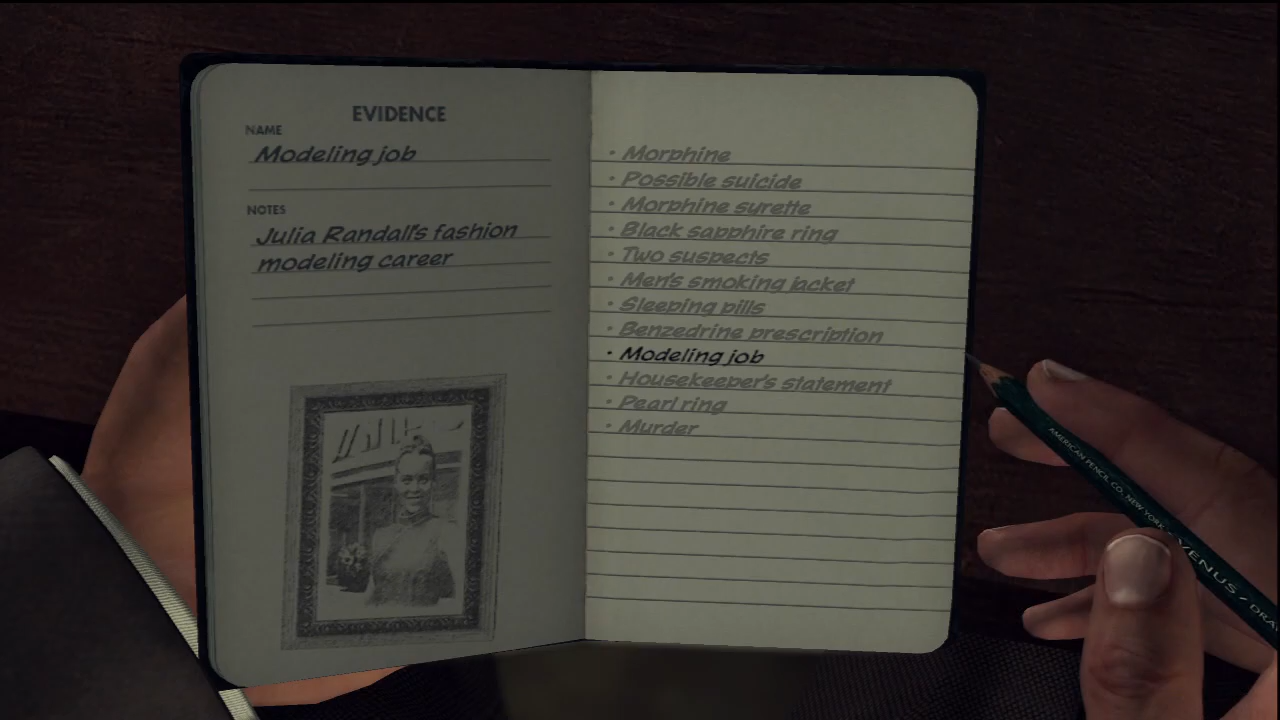 EVIDENCE
NAME
Modeling job
NOTES
Julia Randall's fashion
modeling career
• Morphine
• Possible suicide
• Morphine syrette
• Black sapphire ring
• Two suspects
• Men's smoking jacket
• Sleeping pills
• Benzedrine prescription
• Modeling job
• Housekeeper's statement
• Pearl ring
• Murder
AMERICAN PENCIL CO. NEW YORK
VENUS / DRA